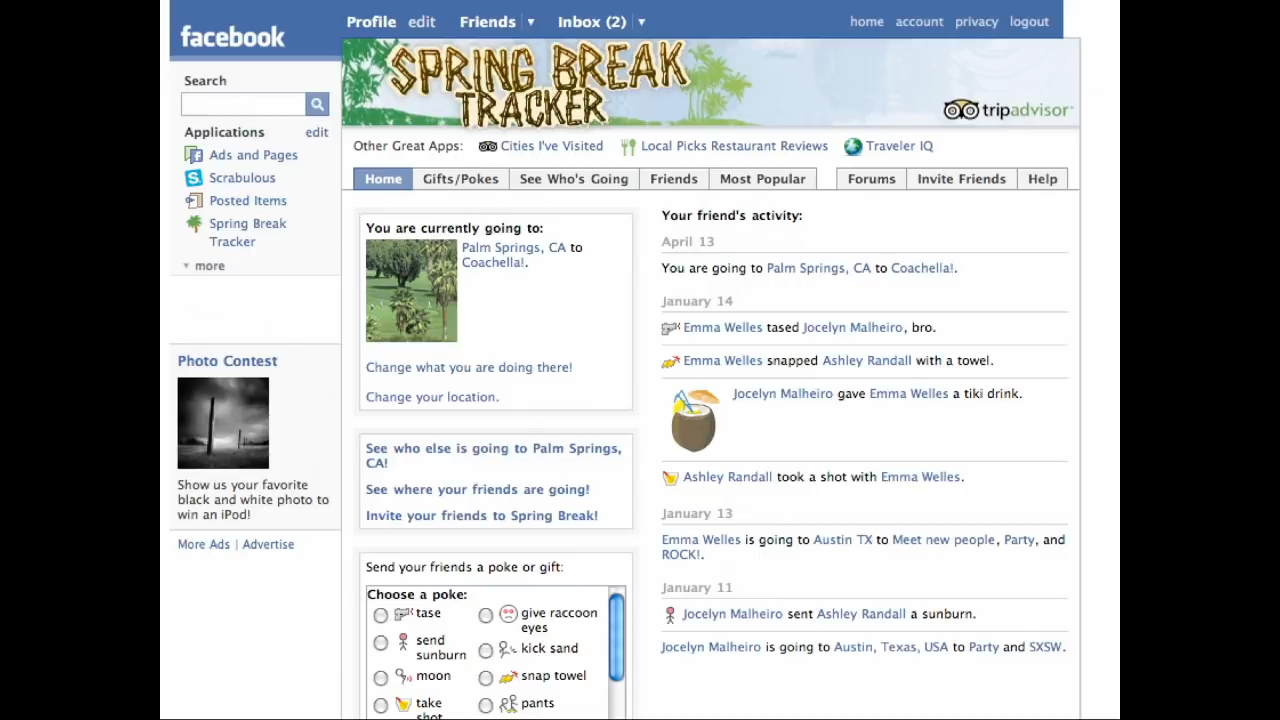 facebook
Profile edit Friends ▼ Inbox (2) ▼ home account privacy logout
Search
Applications edit
Ads and Pages
Scrabulous
Posted Items
Spring Break
Tracker
more
Photo Contest
Show us your favorite
black and white photo to
win an iPod!
More Ads | Advertise
SPRING BREAK
TRACKER
tripadvisor
Other Great Apps: Cities I've Visited Local Picks Restaurant Reviews Traveler IQ
Home Gifts/Pokes See Who's Going Friends Most Popular Forums Invite Friends Help
You are currently going to:
Palm Springs, CA to
Coachella!.
Change what you are doing there!
Change your location.
See who else is going to Palm Springs,
CA!
See where your friends are going!
Invite your friends to Spring Break!
Send your friends a poke or gift:
Choose a poke:
tase
give raccoon
eyes
send
sunburn
kick sand
moon
snap towel
take
shot
pants
Your friend's activity:
April 13
You are going to Palm Springs, CA to Coachella!.
January 14
Emma Welles tased Jocelyn Malheiro, bro.
Emma Welles snapped Ashley Randall with a towel.
Jocelyn Malheiro gave Emma Welles a tiki drink.
Ashley Randall took a shot with Emma Welles.
January 13
Emma Welles is going to Austin TX to Meet new people, Party, and
ROCK!.
January 11
Jocelyn Malheiro sent Ashley Randall a sunburn.
Jocelyn Malheiro is going to Austin, Texas, USA to Party and SXSW.